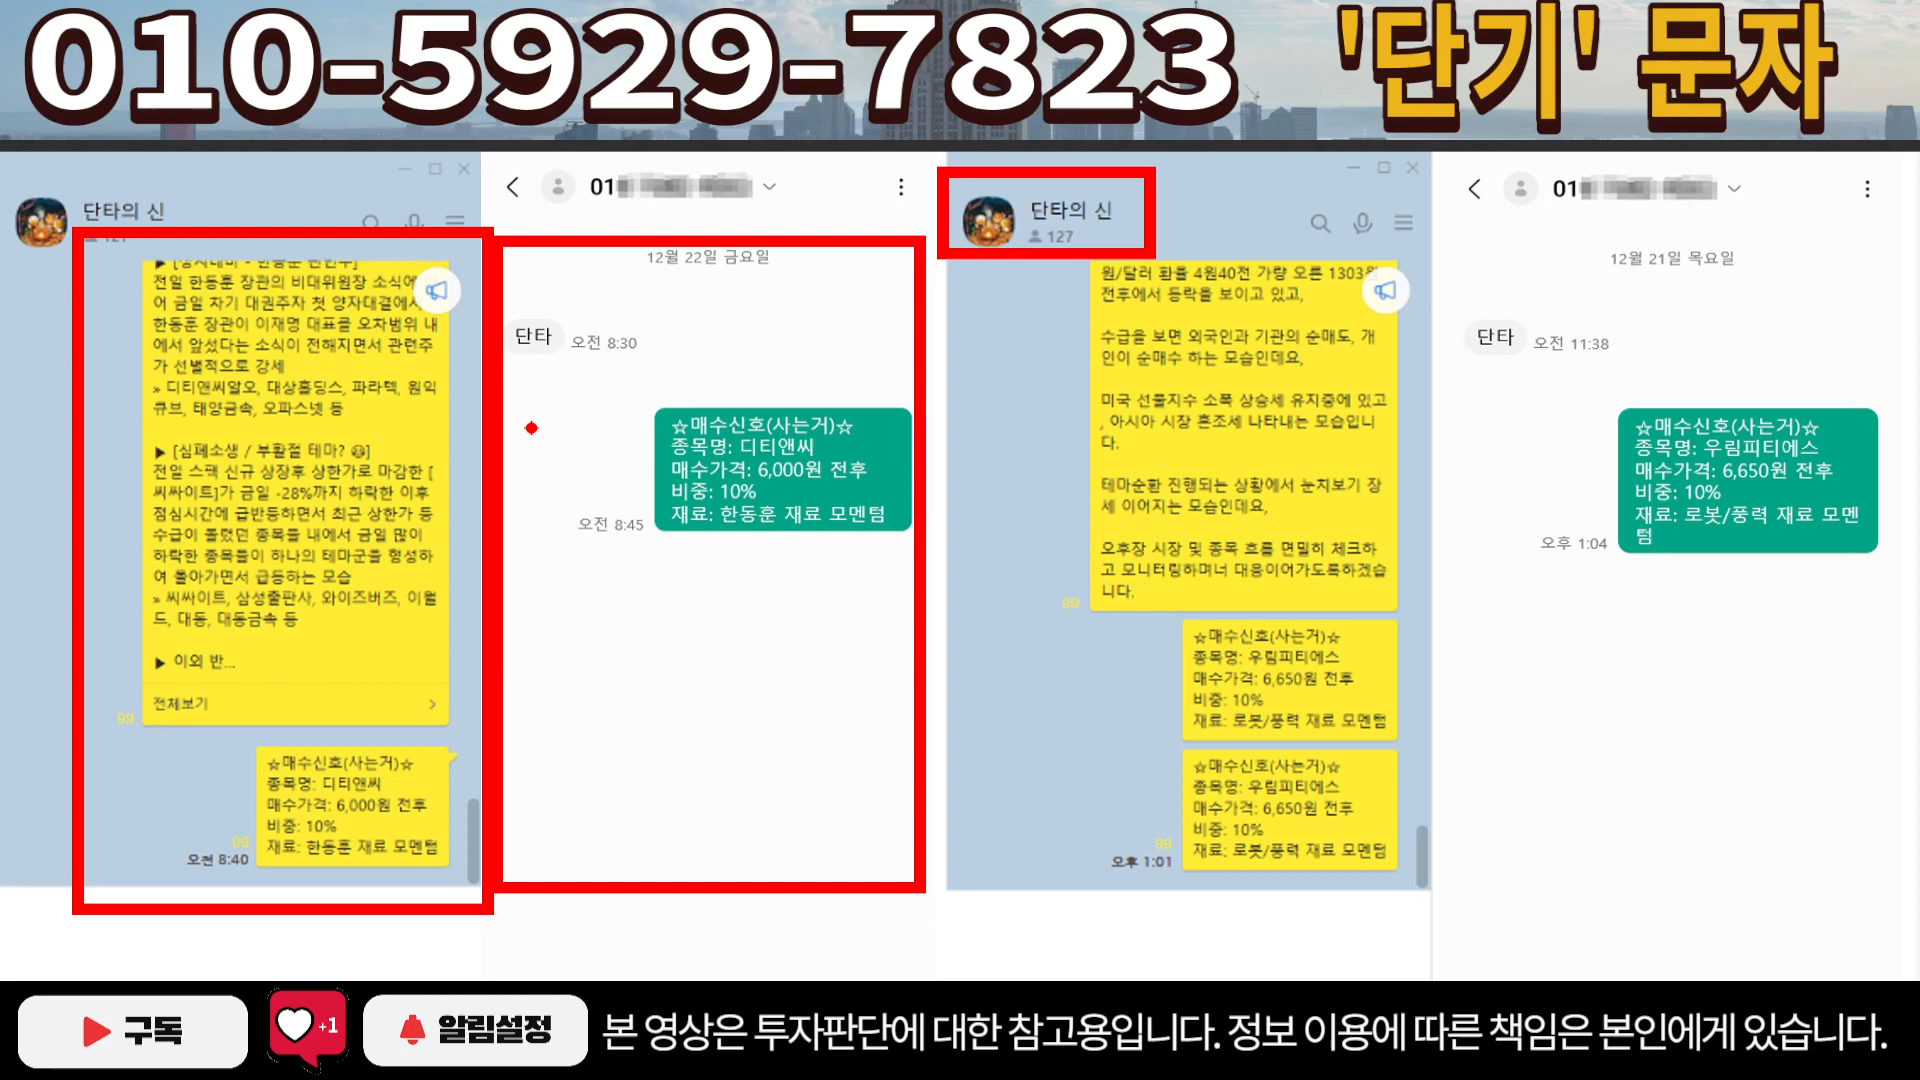 010-5929-7823 '단기' 문자
단타의 신
전일 한동훈 장관의 비대위원장 소식에
어 금일 차기 대권주자 첫 양자대결에서
한동훈 장관이 이재명 대표를 오차범위 내
에서 앞섰다는 소식이 전해지면서 관련주
가 선별적으로 강세
» 디티앤씨알오, 대상홀딩스, 파라텍, 원익
큐브, 태양금속, 오파스넷 등
▶ [심폐소생 / 부활절 테마? 😂]
전일 스팩 신규 상장후 상한가로 마감한 [
씨싸이트]가 금일 -28%까지 하락한 이후
점심시간에 급반등하면서 최근 상한가 등
수급이 몰렸던 종목들 내에서 금일 많이
하락한 종목들이 하나의 테마군을 형성하
여 돌아가면서 급등하는 모습
» 씨싸이트, 삼성출판사, 와이즈버즈, 이월
드, 대동, 대동금속 등
▶ 이외 반...
전체보기
99
☆매수신호(사는거)☆
종목명: 디티앤씨
매수가격: 6,000원 전후
비중: 10%
재료: 한동훈 재료 모멘텀
99
오전 8:40
01
12월 22일 금요일
단타 오전 8:30
☆매수신호(사는거)☆
종목명: 디티앤씨
매수가격: 6,000원 전후
비중: 10%
재료: 한동훈 재료 모멘텀
오전 8:45
단타의 신
127
원/달러 환율 4원40전 가량 오른 1303원
전후에서 등락을 보이고 있고,
수급을 보면 외국인과 기관의 순매도, 개
인이 순매수 하는 모습인데요,
미국 선물지수 소폭 상승세 유지중에 있고
, 아시아 시장 혼조세 나타내는 모습입니
다.
테마순환 진행되는 상황에서 눈치보기 장
세 이어지는 모습인데요,
오후장 시장 및 종목 흐름 면밀히 체크하
고 모니터링하며너 대응이어가도록하겠습
니다.
99
☆매수신호(사는거)☆
종목명: 우림피티에스
매수가격: 6,650원 전후
비중: 10%
재료: 로봇/풍력 재료 모멘텀
☆매수신호(사는거)☆
종목명: 우림피티에스
매수가격: 6,650원 전후
비중: 10%
재료: 로봇/풍력 재료 모멘텀
99
오후 1:01
01
12월 21일 목요일
단타 오전 11:38
☆매수신호(사는거)☆
종목명: 우림피티에스
매수가격: 6,650원 전후
비중: 10%
재료: 로봇/풍력 재료 모멘
텀
오후 1:04
구독 +1 알림설정 본 영상은 투자판단에 대한 참고용입니다. 정보 이용에 따른 책임은 본인에게 있습니다.